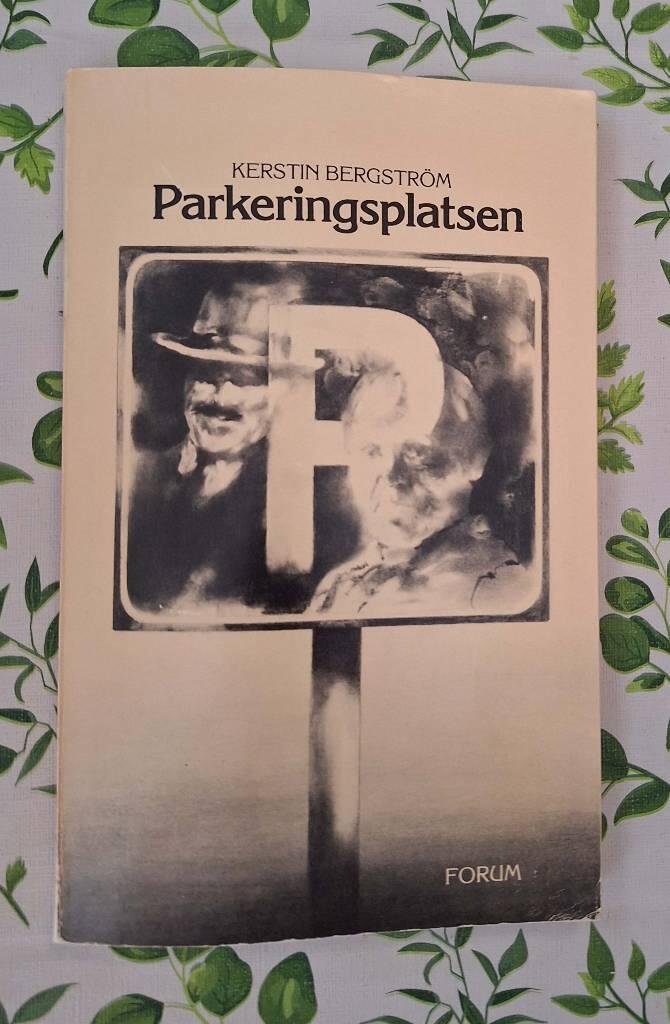 KERSTIN BERGSTRÖM
Parkeringsplatsen
P
FORUM